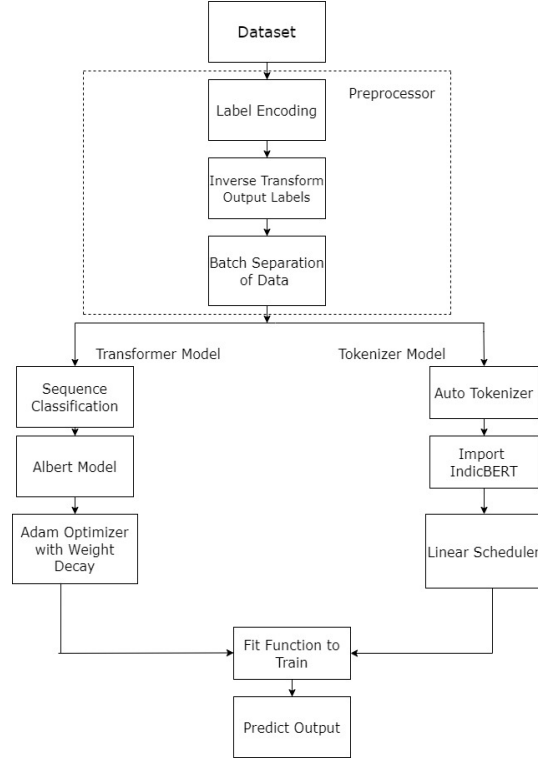 Dataset
Preprocessor
Label Encoding
Inverse Transform
Output Labels
Batch Separation
of Data
Transformer Model
Tokenizer Model
Sequence
Classification
Auto Tokenizer
Albert Model
Import
IndicBERT
Adam Optimizer
with Weight
Decay
Linear Scheduler
Fit Function to
Train
Predict Output